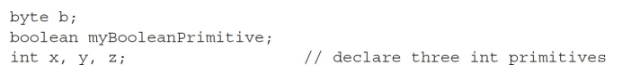 byte b;
boolean myBooleanPrimitive;
int x, y, z;                 // declare three int primitives